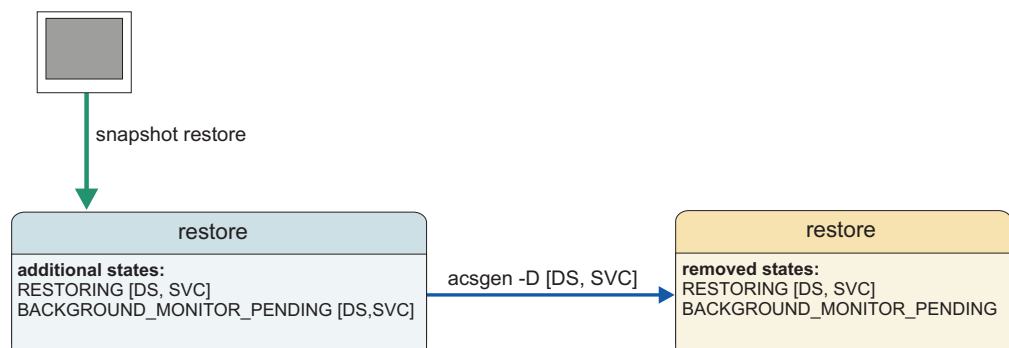 snapshot restore
restore
additional states:
RESTORING [DS, SVC]
BACKGROUND_MONITOR_PENDING [DS,SVC]
acsgen -D [DS, SVC]
restore
removed states:
RESTORING [DS, SVC]
BACKGROUND_MONITOR_PENDING